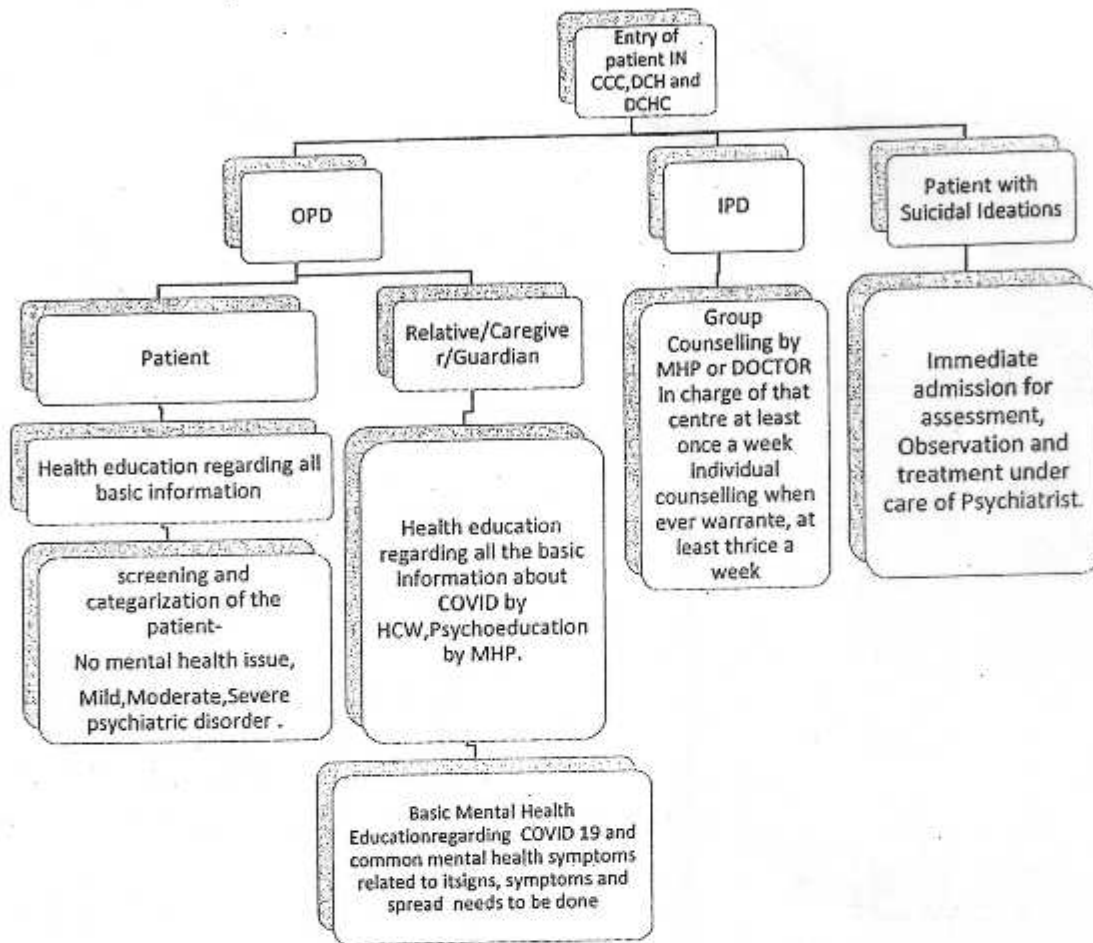 Entry of
patient IN
CCC,DCH and
DCHC
OPD
IPD
Patient with
Suicidal Ideations
Patient
Relative/Caregive
r/Guardian
Group
Counselling by
MHP or DOCTOR
In charge of that
centre at least
once a week
individual
counselling when
ever warrante, at
least thrice a
week
Immediate
admission for
assessment,
Observation and
treatment under
care of Psychiatrist.
Health education regarding all
basic information
Health education
regarding all the basic
information about
COVID by
HCW,Psychoeducation
by MHP.
screening and
categarization of the
patient-
No mental health issue,
Mild,Moderate,Severe
psychiatric disorder .
Basic Mental Health
Educationregarding COVID 19 and
common mental health symptoms
related to itsigns, symptoms and
spread needs to be done